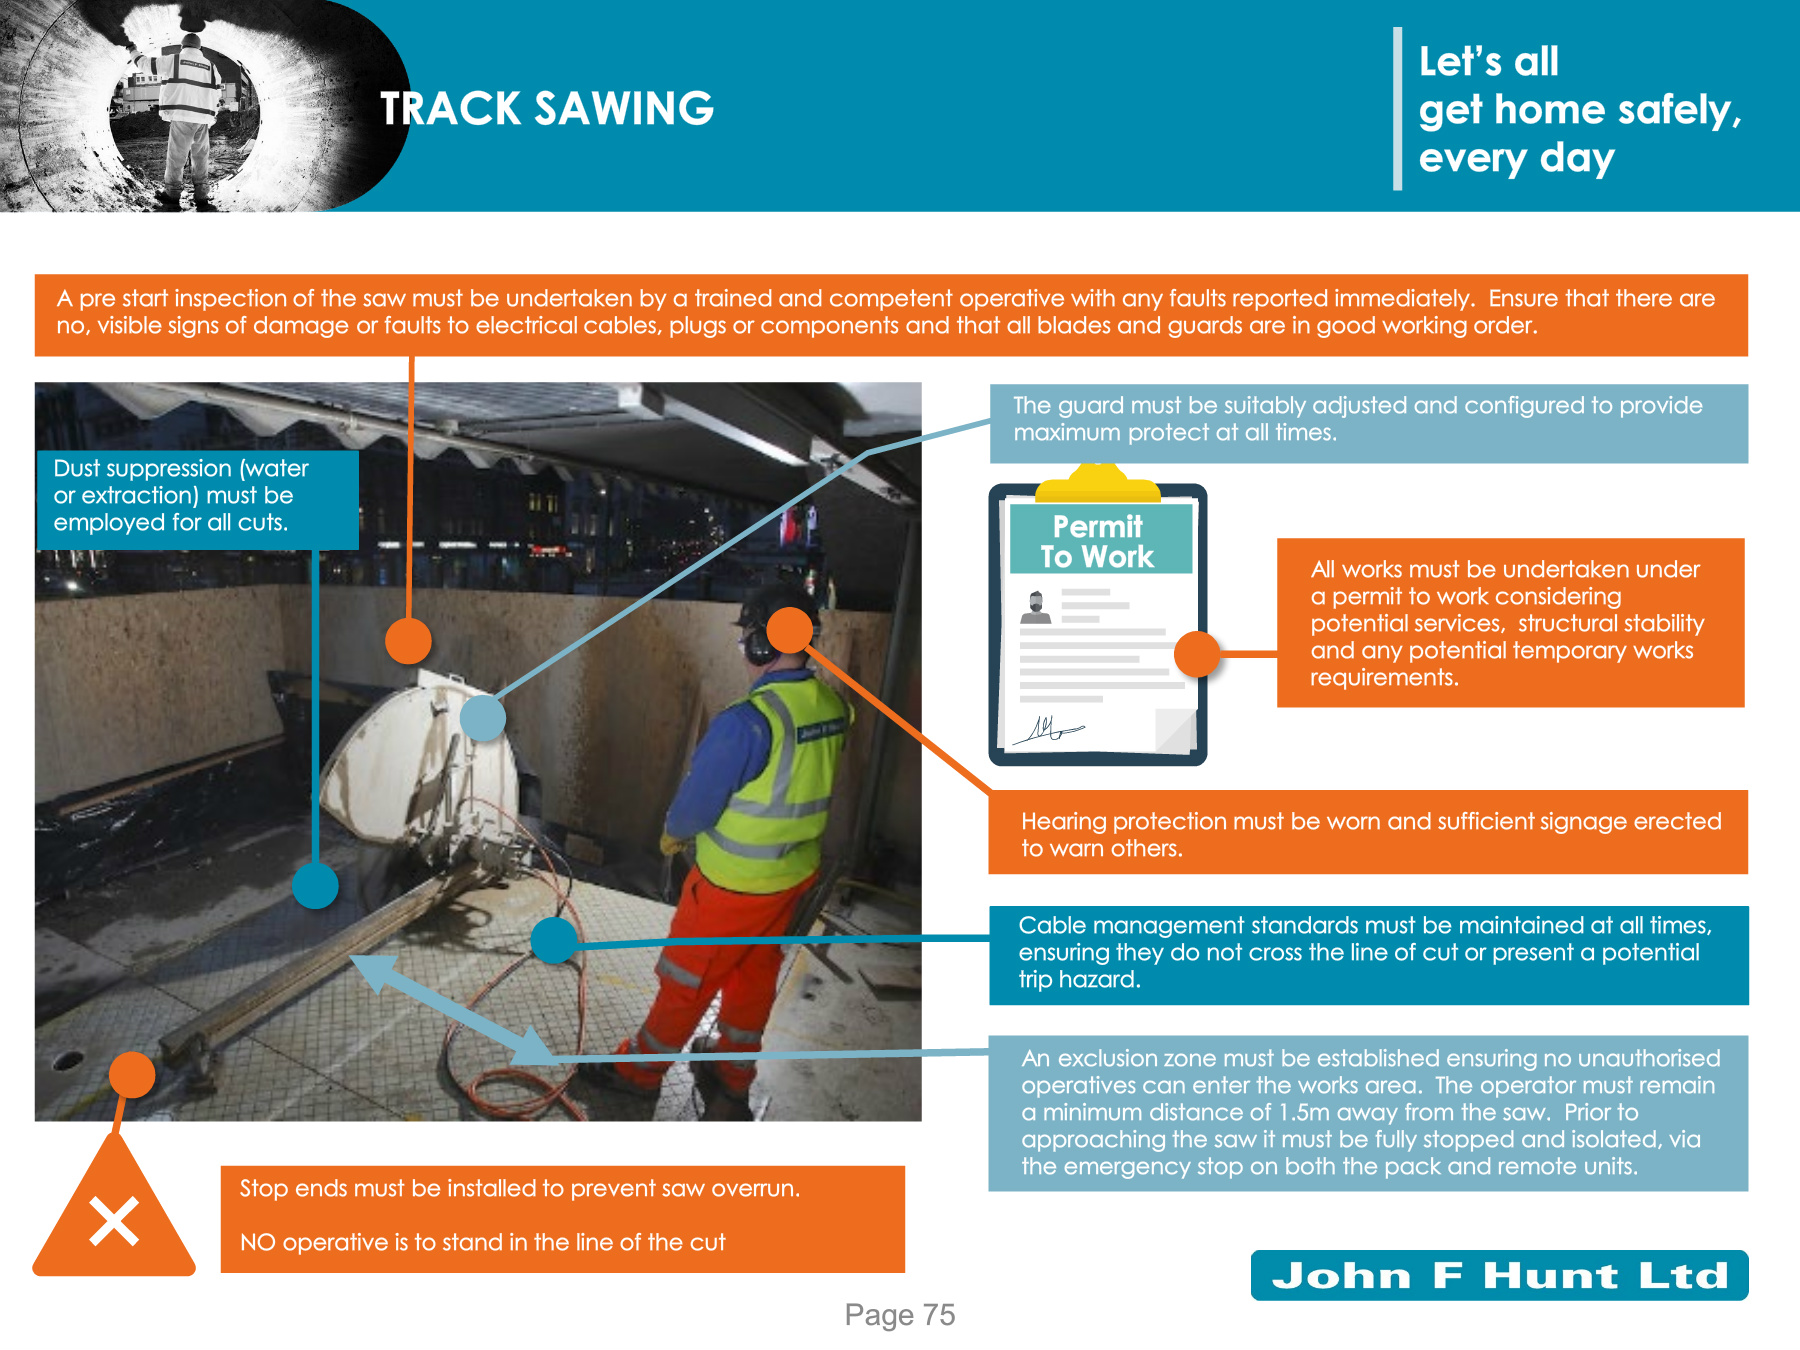 TRACK SAWING
Let’s all
get home safely,
every day
A pre start inspection of the saw must be undertaken by a trained and competent operative with any faults reported immediately.  Ensure that there are
no, visible signs of damage or faults to electrical cables, plugs or components and that all blades and guards are in good working order.
Dust suppression (water
or extraction) must be
employed for all cuts.
The guard must be suitably adjusted and configured to provide
maximum protect at all times.
Permit
To Work
All works must be undertaken under
a permit to work considering
potential services,  structural stability
and any potential temporary works
requirements.
John F Hunt
Hearing protection must be worn and sufficient signage erected
to warn others.
Cable management standards must be maintained at all times,
ensuring they do not cross the line of cut or present a potential
trip hazard.
An exclusion zone must be established ensuring no unauthorised
operatives can enter the works area.  The operator must remain
a minimum distance of 1.5m away from the saw.  Prior to
approaching the saw it must be fully stopped and isolated, via
the emergency stop on both the pack and remote units.
Stop ends must be installed to prevent saw overrun.
NO operative is to stand in the line of the cut
John F Hunt Ltd
Page 75